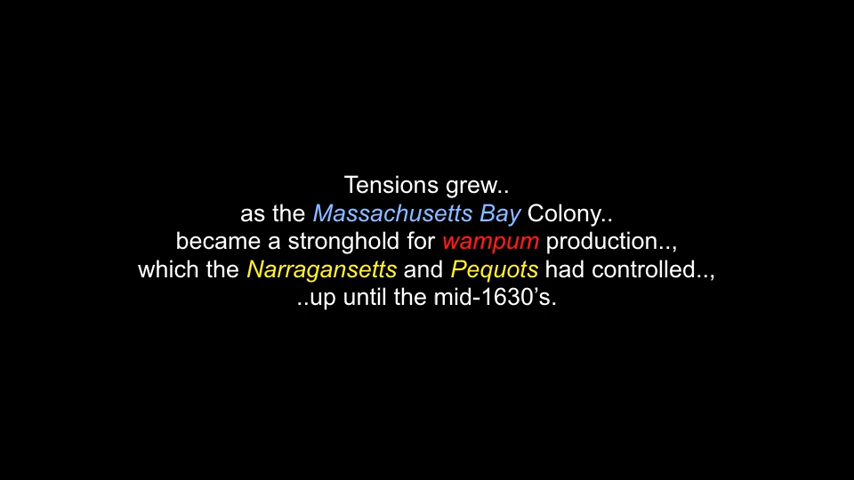 Tensions grew..
as the Massachusetts Bay Colony..
became a stronghold for wampum production..,
which the Narragansetts and Pequots had controlled..,
..up until the mid-1630’s.